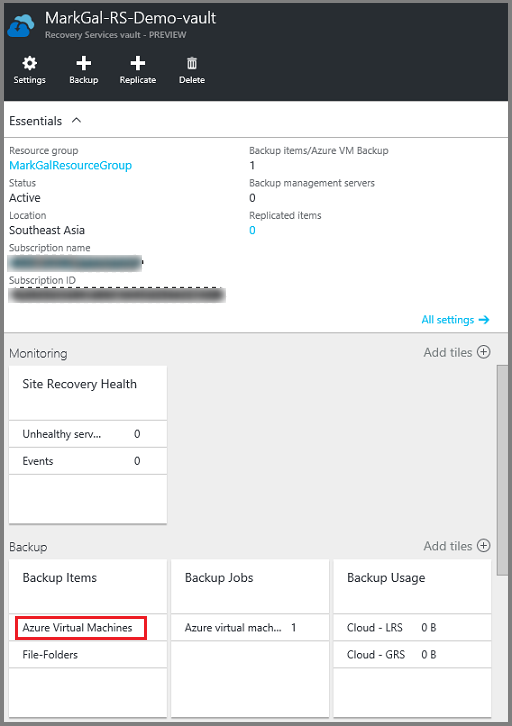 MarkGal-RS-Demo-vault
Recovery Services vault - PREVIEW
Settings Backup Replicate Delete
Essentials
Resource group Backup items/Azure VM Backup
MarkGalResourceGroup 1
Status Backup management servers
Active 0
Location Replicated items
Southeast Asia 0
Subscription name
Subscription ID
All settings
Monitoring Add tiles
Site Recovery Health
Unhealthy serv... 0
Events 0
Backup Add tiles
Backup Items Backup Jobs Backup Usage
Azure Virtual Machines Azure virtual mach... 1 Cloud - LRS 0 B
File-Folders Cloud - GRS 0 B